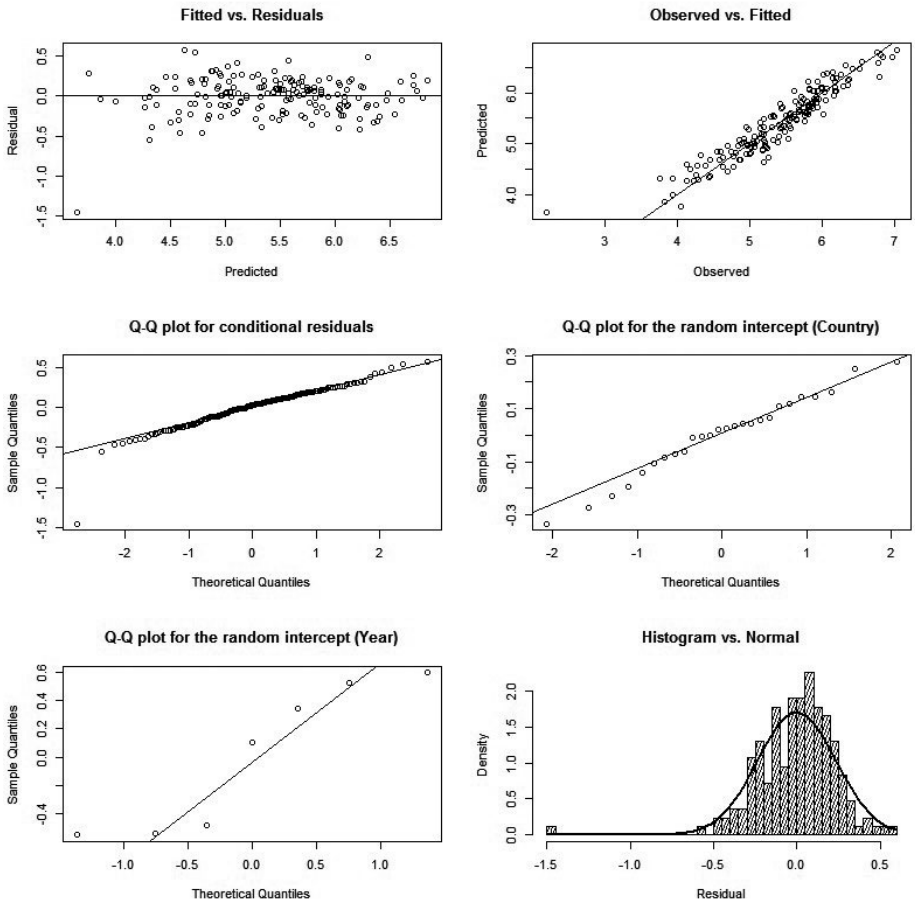 Fitted vs. Residuals
Residual
0.5
0.0
-0.5
-1.0
-1.5
4.0 4.5 5.0 5.5 6.0 6.5
Predicted
Observed vs. Fitted
Predicted
6.0
5.0
4.0
3 4 5 6 7
Observed
Q-Q plot for conditional residuals
Sample Quantiles
0.5
0.0
-0.5
-1.0
-1.5
-2 -1 0 1 2
Theoretical Quantiles
Q-Q plot for the random intercept (Country)
Sample Quantiles
0.3
0.1
-0.1
-0.3
-2 -1 0 1 2
Theoretical Quantiles
Q-Q plot for the random intercept (Year)
Sample Quantiles
0.6
0.4
0.0
-0.4
-1.0 -0.5 0.0 0.5 1.0
Theoretical Quantiles
Histogram vs. Normal
Density
2.0
1.5
1.0
0.5
0.0
-1.5 -1.0 -0.5 0.0 0.5
Residual